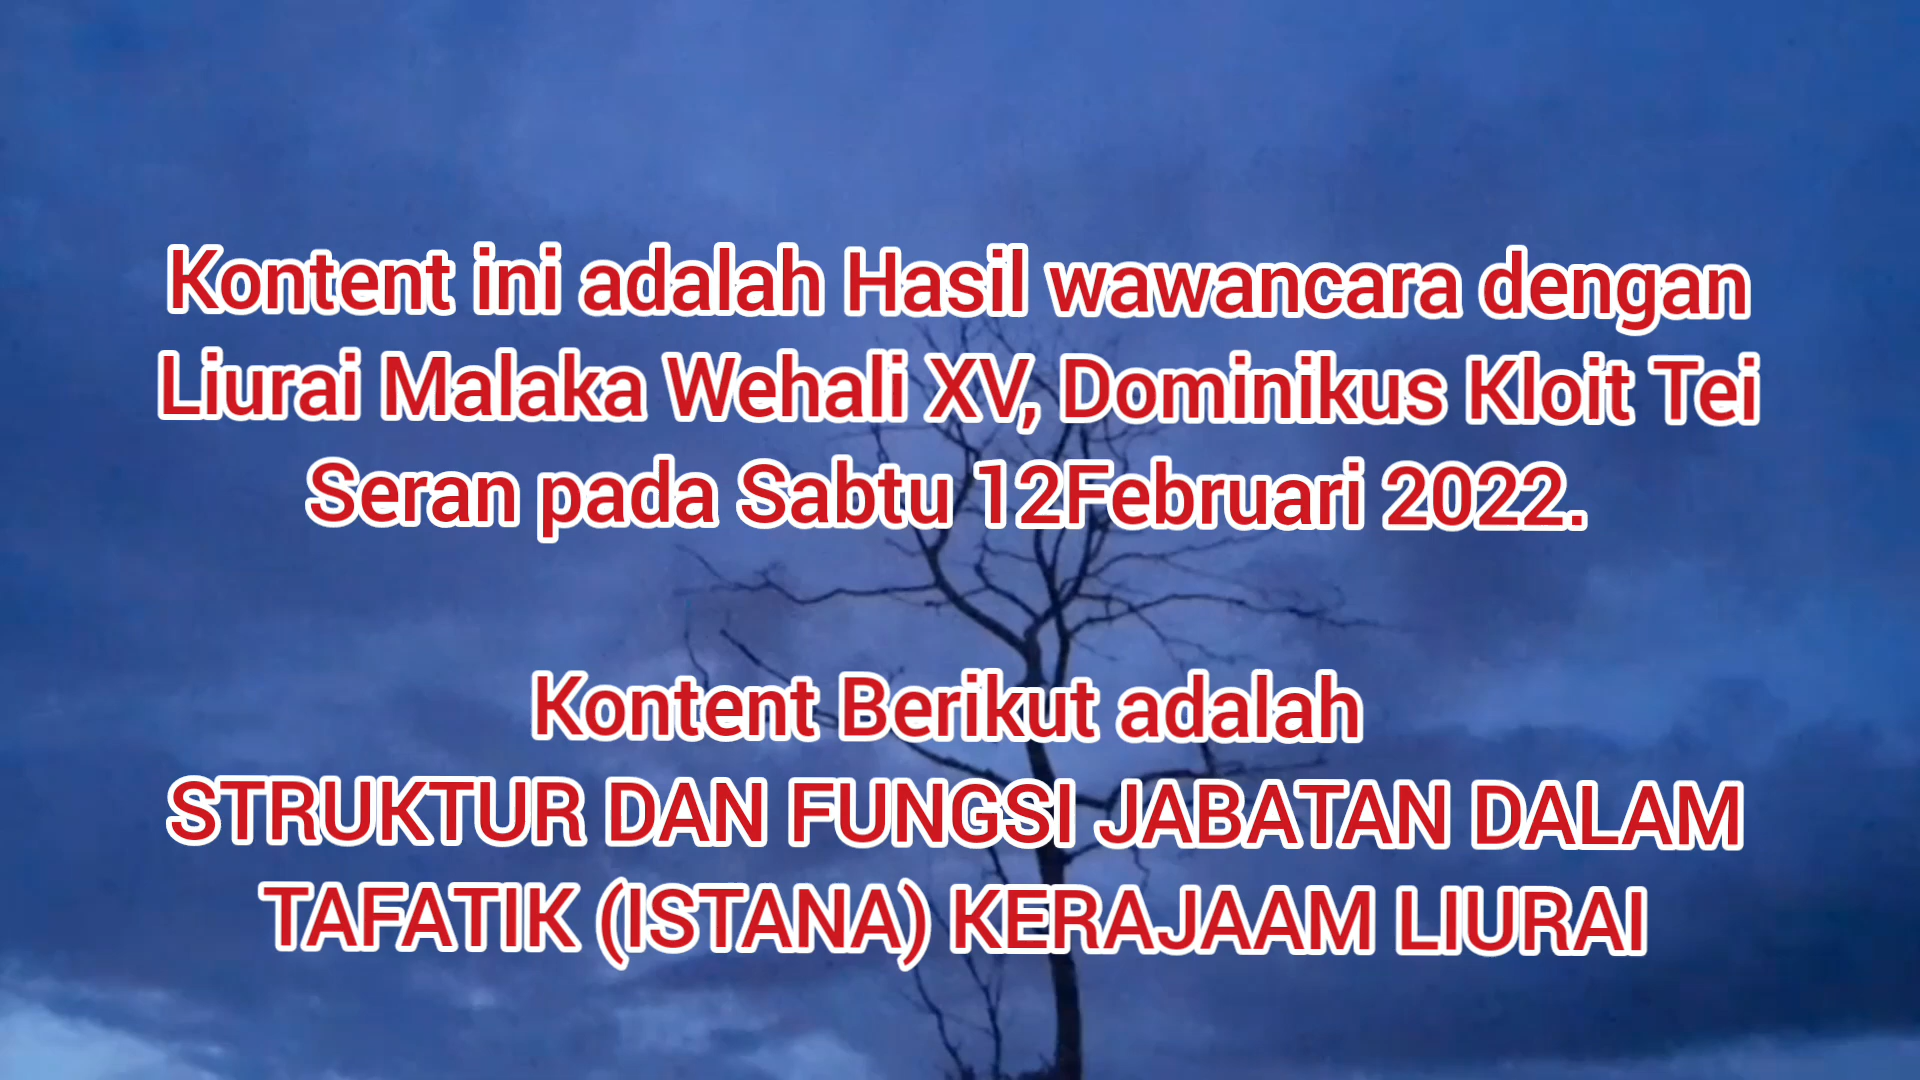 Kontent ini adalah Hasil wawancara dengan
Liurai Malaka Wehali XV, Dominikus Kloit Tei
Seran pada Sabtu 12Februari 2022.
Kontent Berikut adalah
STRUKTUR DAN FUNGSI JABATAN DALAM
TAFATIK (ISTANA) KERAJAAM LIURAI